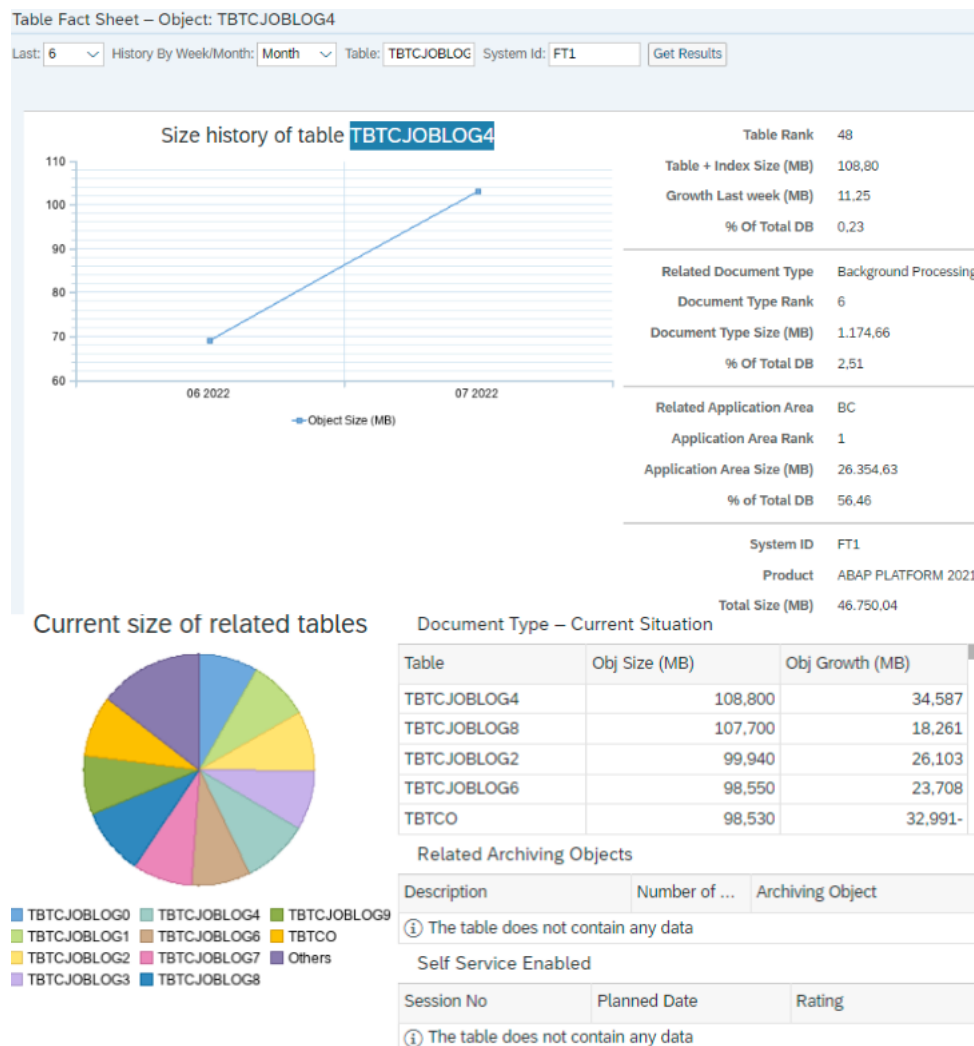 Table Fact Sheet – Object: TBTCJOBLOG4
Last: 6 History By Week/Month: Month Table: TBTCJOBLOG System Id: FT1 Get Results
Size history of table TBTCJOBLOG4
110
100
90
80
70
60
06 2022 07 2022
Object Size (MB)
Table Rank 48
Table + Index Size (MB) 108,80
Growth Last week (MB) 11,25
% Of Total DB 0,23
Related Document Type Background Processing
Document Type Rank 6
Document Type Size (MB) 1.174,66
% Of Total DB 2,51
Related Application Area BC
Application Area Rank 1
Application Area Size (MB) 26.354,63
% of Total DB 56,46
System ID FT1
Product ABAP PLATFORM 2021
Total Size (MB) 46.750,04
Current size of related tables
TBTCJOBLOG0 TBTCJOBLOG4 TBTCJOBLOG9
TBTCJOBLOG1 TBTCJOBLOG6 TBTCO
TBTCJOBLOG2 TBTCJOBLOG7 Others
TBTCJOBLOG3 TBTCJOBLOG8
Document Type – Current Situation
Table Obj Size (MB) Obj Growth (MB)
TBTCJOBLOG4 108,800 34,587
TBTCJOBLOG8 107,700 18,261
TBTCJOBLOG2 99,940 26,103
TBTCJOBLOG6 98,550 23,708
TBTCO 98,530 32,991-
Related Archiving Objects
Description Number of ... Archiving Object
The table does not contain any data
Self Service Enabled
Session No Planned Date Rating
The table does not contain any data